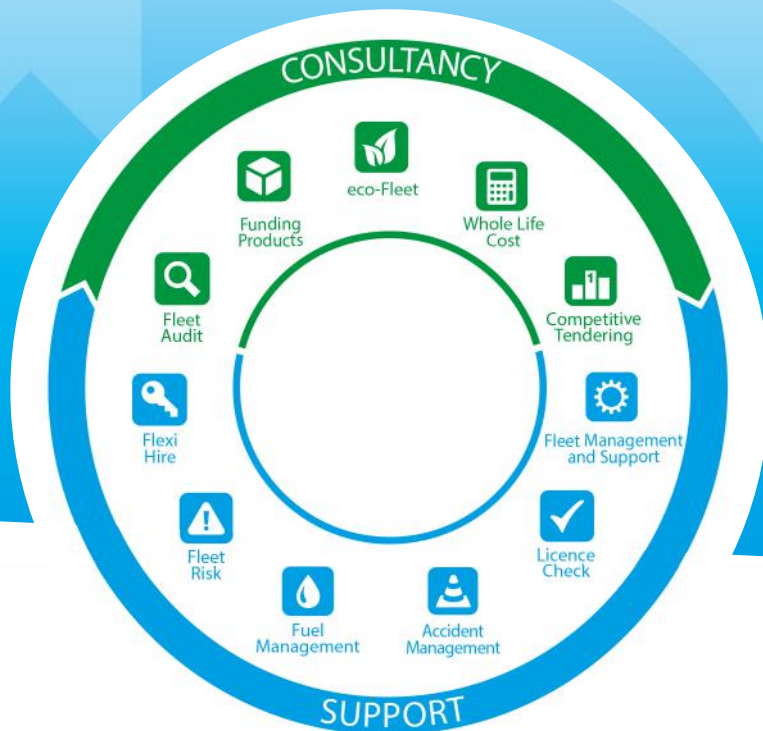 CONSULTANCY
eco-Fleet
Funding
Products
Whole Life
Cost
Fleet
Audit
1
Competitive
Tendering
Flexi
Hire
Fleet Management
and Support
Fleet
Risk
Licence
Check
Fuel
Management
Accident
Management
SUPPORT